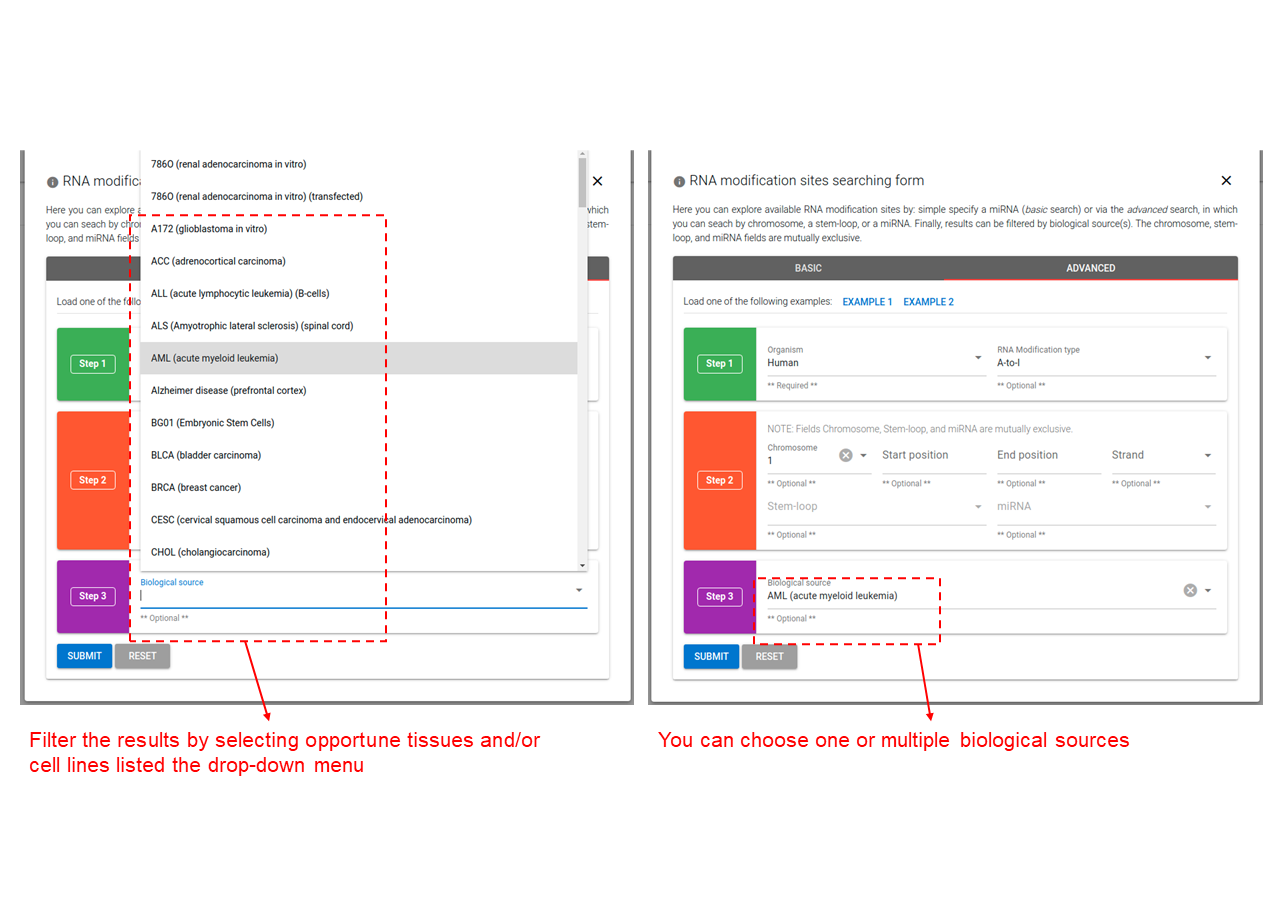 786O (renal adenocarcinoma in vitro)
786O (renal adenocarcinoma in vitro) (transfected)
A172 (glioblastoma in vitro)
ACC (adrenocortical carcinoma)
ALL (acute lymphocytic leukemia) (B-cells)
ALS (Amyotrophic lateral sclerosis) (spinal cord)
AML (acute myeloid leukemia)
Alzheimer disease (prefrontal cortex)
BG01 (Embryonic Stem Cells)
BLCA (bladder carcinoma)
BRCA (breast cancer)
CESC (cervical squamous cell carcinoma and endocervical adenocarcinoma)
CHOL (cholangiocarcinoma)
RNA modifica
Here you can explore a
which
you can seach by chro
stem-
loop, and miRNA fields
Load one of the follo
Step 1
Step 2
Step 3
Biological source
** Optional **
SUBMIT RESET
Filter the results by selecting opportune tissues and/or
cell lines listed the drop-down menu
RNA modification sites searching form
Here you can explore available RNA modification sites by: simple specify a miRNA (basic search) or via the advanced search, in which
you can seach by chromosome, a stem-loop, or a miRNA. Finally, results can be filtered by biological source(s). The chromosome, stem-
loop, and miRNA fields are mutually exclusive.
BASIC ADVANCED
Load one of the following examples: EXAMPLE 1 EXAMPLE 2
Step 1
Organism RNA Modification type
Human A-to-I
** Required ** ** Optional **
Step 2
NOTE: Fields Chromosome, Stem-loop, and miRNA are mutually exclusive.
Chromosome
1 Start position End position Strand
** Optional ** ** Optional ** ** Optional ** ** Optional **
Stem-loop miRNA
** Optional ** ** Optional **
Step 3
Biological source
AML (acute myeloid leukemia)
** Optional **
SUBMIT RESET
You can choose one or multiple biological sources